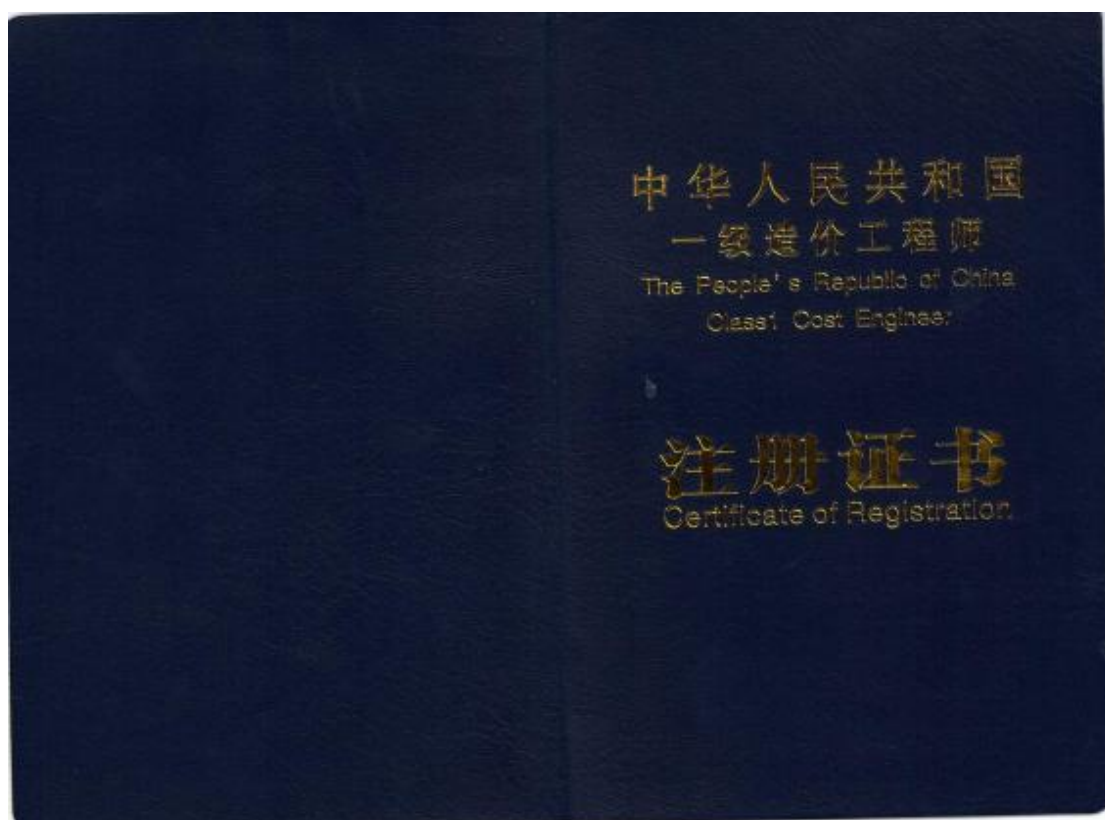 中华人民共和国
一级造价工程师
The People's Republic of China
Class1 Cost Engineer
注册证书
Certificate of Registration